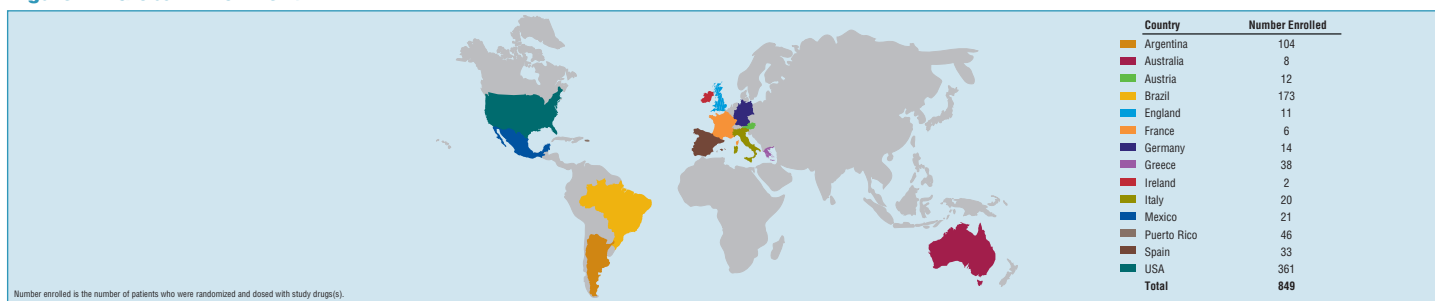 Country Number Enrolled
Argentina 104
Australia 8
Austria 12
Brazil 173
England 11
France 6
Germany 14
Greece 38
Ireland 2
Italy 20
Mexico 21
Puerto Rico 46
Spain 33
USA 361
Total 849
Number enrolled is the number of patients who were randomized and dosed with study drugs(s).